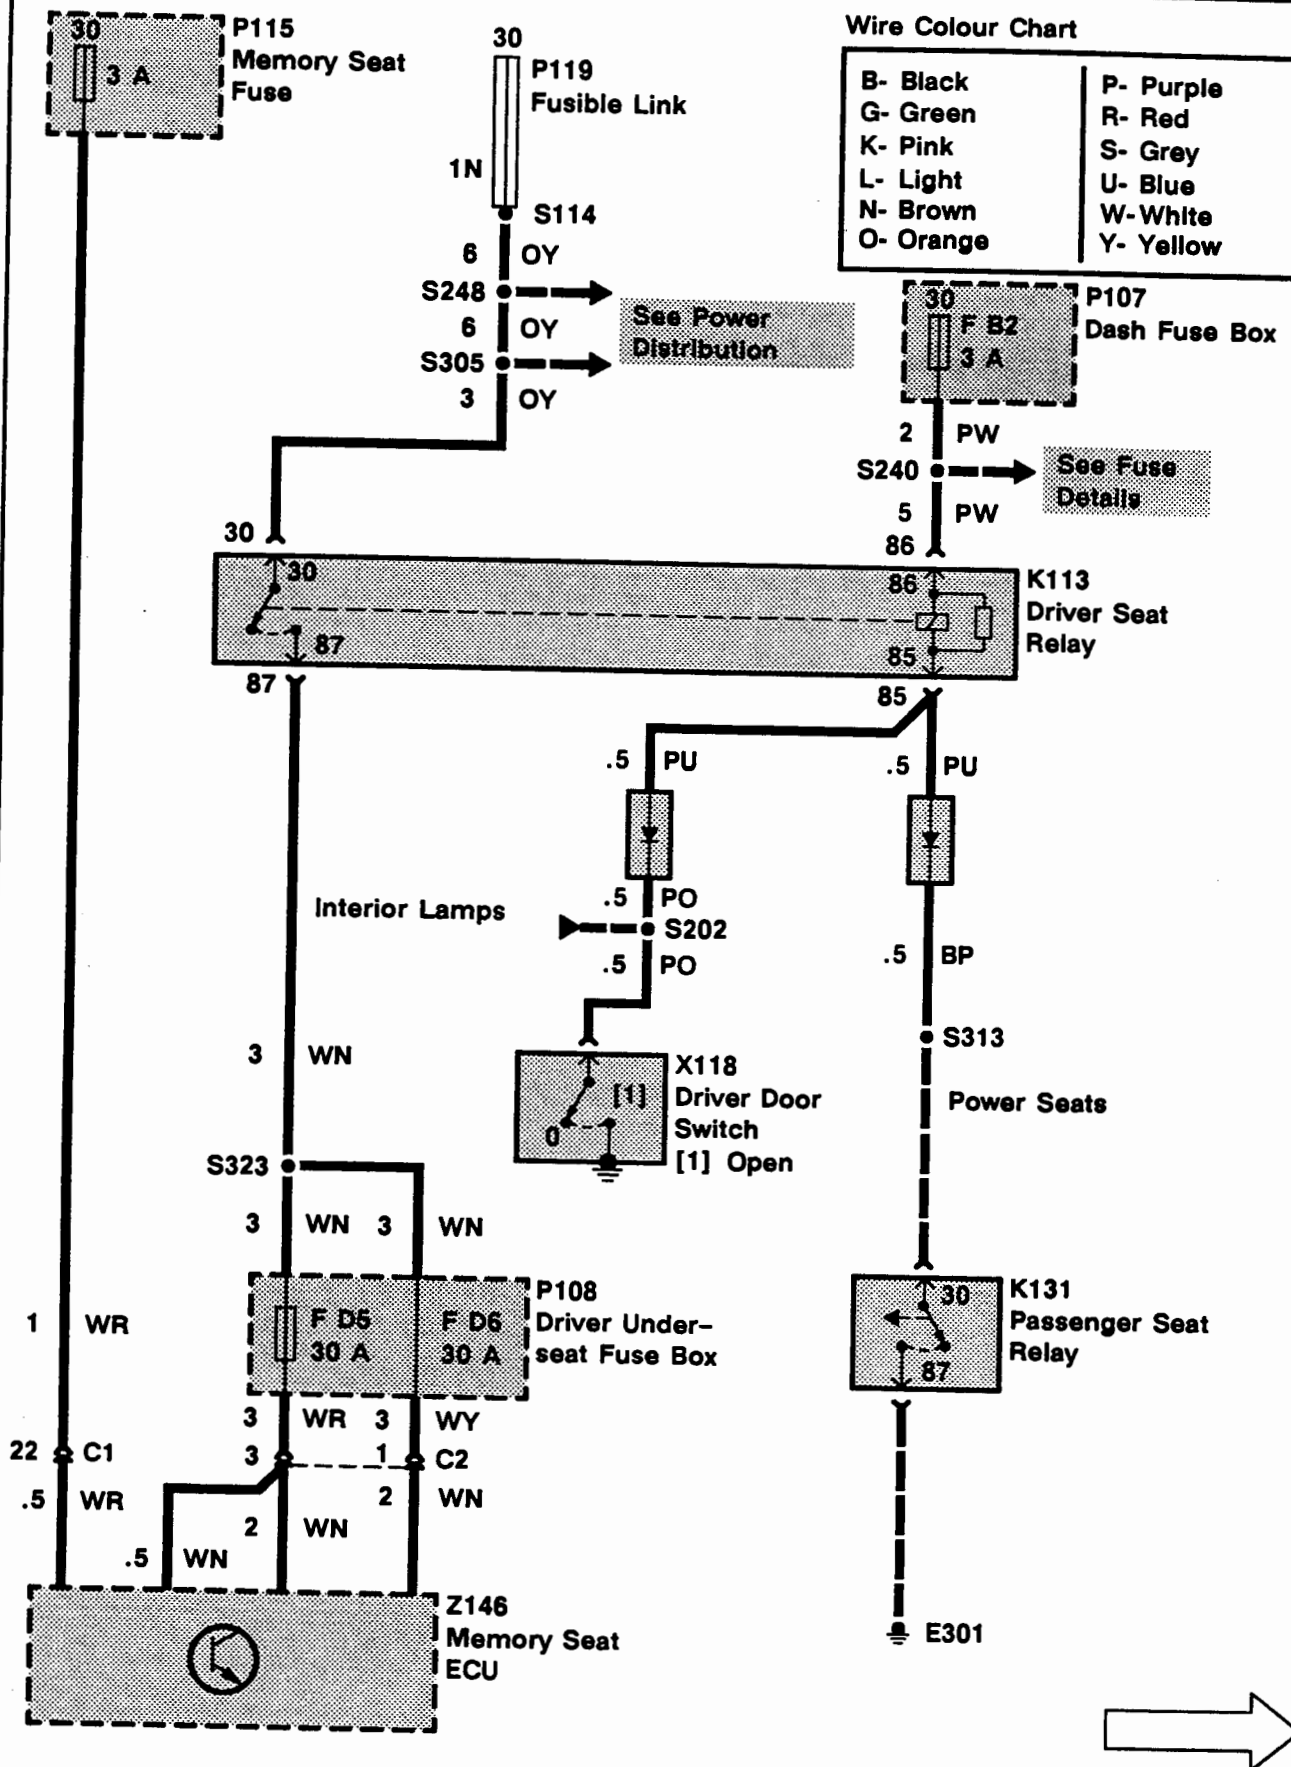 30
3 A
P115
Memory Seat
Fuse
30
P119
Fusible Link
1N
S114
6 OY
S248
6 OY
S305
3 OY
See Power
Distribution
Wire Colour Chart
B- Black
G- Green
K- Pink
L- Light
N- Brown
O- Orange
P- Purple
R- Red
S- Grey
U- Blue
W- White
Y- Yellow
30
F B2
3 A
P107
Dash Fuse Box
2 PW
S240
See Fuse
Details
5 PW
30
86
30
87
86
85
K113
Driver Seat
Relay
87
85
.5 PU
.5 PU
.5 PO
S202
Interior Lamps
.5 PO
.5 BP
S313
Power Seats
3 WN
[1]
0
X118
Driver Door
Switch
[1] Open
S323
3 WN
3 WN
F D5
30 A
F D6
30 A
P108
Driver Under-
seat Fuse Box
30
87
K131
Passenger Seat
Relay
1 WR
3 WR
3 WY
22 C1
3
1 C2
.5 WR
2 WN
2 WN
.5 WN
Z146
Memory Seat
ECU
E301